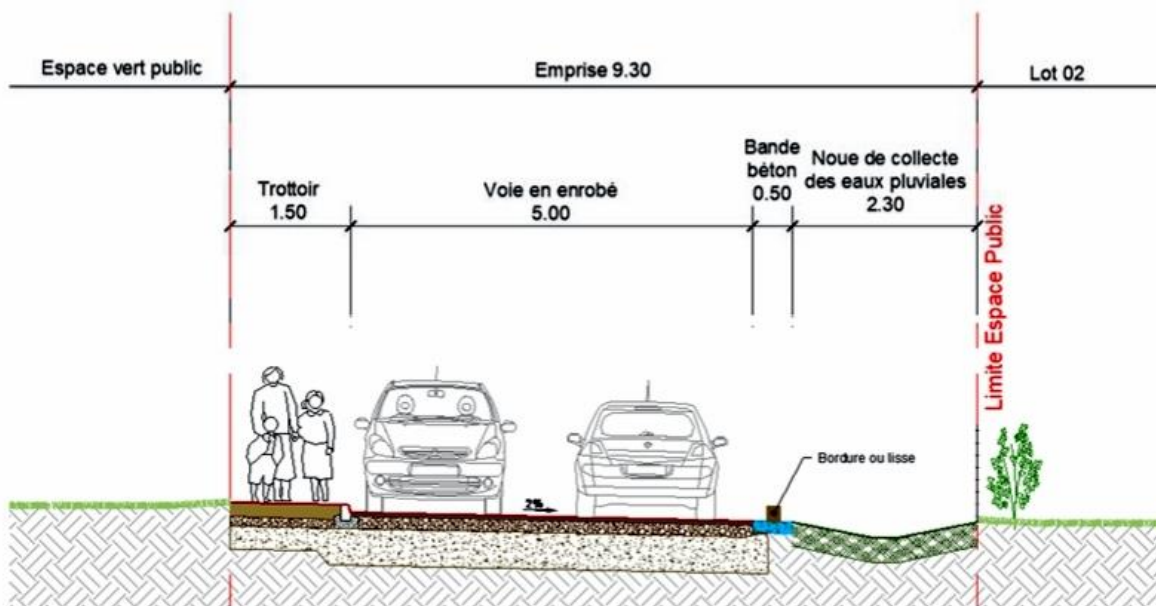 Espace vert public
Emprise 9.30
Lot 02
Trottoir
1.50
Voie en enrobé
5.00
Bande
béton
0.50
Noue de collecte
des eaux pluviales
2.30
Limite Espace Public
Bordure ou lisse
2%